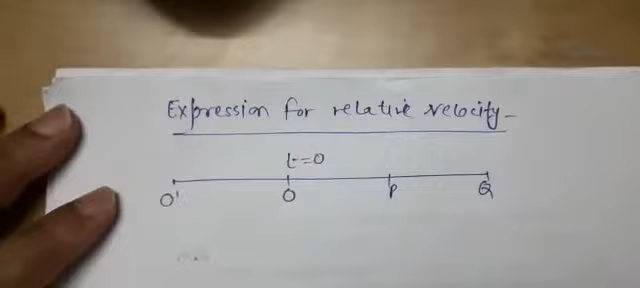 Expression for relative velocity-
t=0
O' O P Q